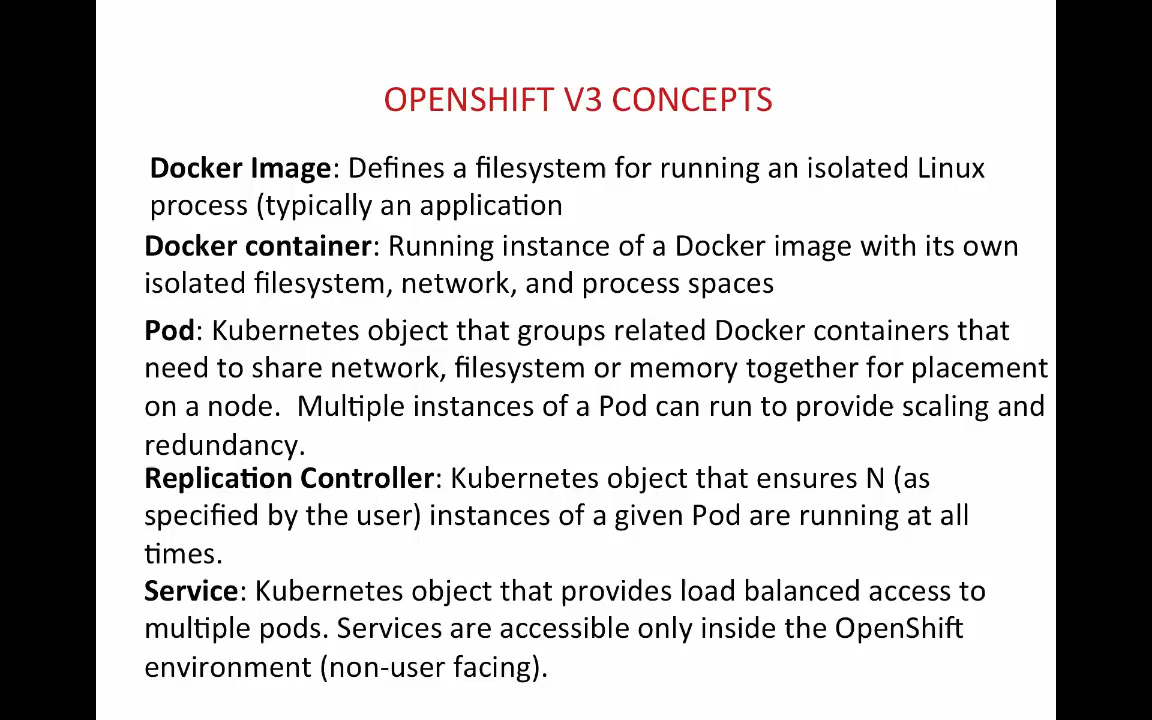 OPENSHIFT V3 CONCEPTS
Docker Image: Defines a filesystem for running an isolated Linux
process (typically an application
Docker container: Running instance of a Docker image with its own
isolated filesystem, network, and process spaces
Pod: Kubernetes object that groups related Docker containers that
need to share network, filesystem or memory together for placement
on a node.  Multiple instances of a Pod can run to provide scaling and
redundancy.
Replication Controller: Kubernetes object that ensures N (as
specified by the user) instances of a given Pod are running at all
times.
Service: Kubernetes object that provides load balanced access to
multiple pods. Services are accessible only inside the OpenShift
environment (non-user facing).